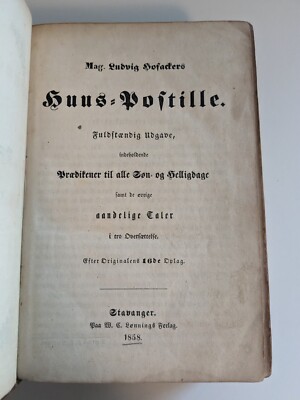 Mag. Ludvig Hofackers
Huus-Postille.
Fuldstændig Udgave,
indeholdende
Prædikener til alle Søn- og Helligdage
samt de øvrige
aandelige Taler
i tro Oversættelse.
Efter Originalens 16de Oplag.
Stavanger.
Paa W. C. Lønnings Forlag.
1858.